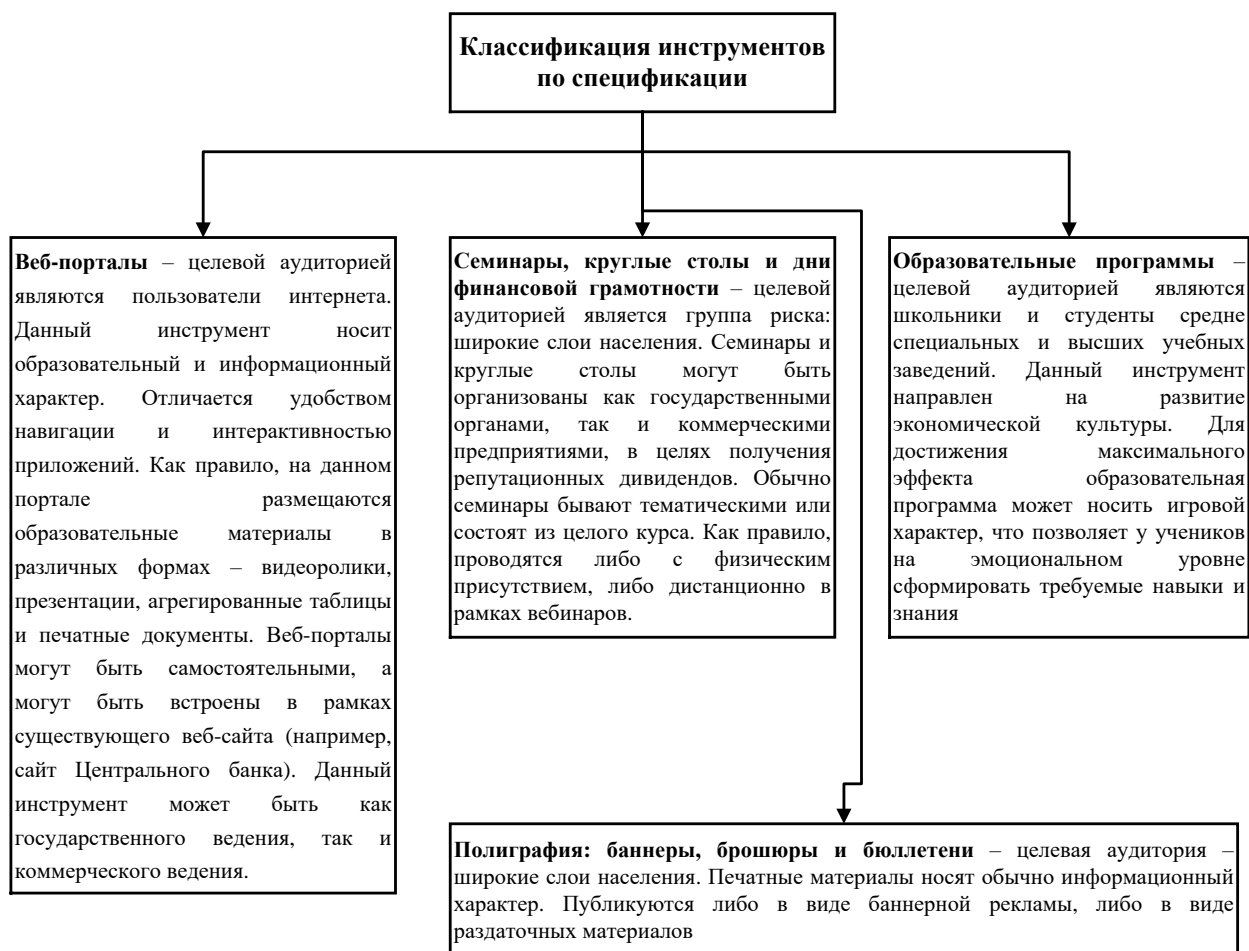 Классификация инструментов
по спецификации
Веб-порталы – целевой аудиторией
являются пользователи интернета.
Данный инструмент носит
образовательный и информационный
характер. Отличается удобством
навигации и интерактивностью
приложений. Как правило, на данном
портале размещаются
образовательные материалы в
различных формах – видеоролики,
презентации, агрегированные таблицы
и печатные документы. Веб-порталы
могут быть самостоятельными, а
могут быть встроены в рамках
существующего веб-сайта (например,
сайт Центрального банка). Данный
инструмент может быть как
государственного ведения, так и
коммерческого ведения.
Семинары, круглые столы и дни
финансовой грамотности – целевой
аудиторией является группа риска:
широкие слои населения. Семинары и
круглые столы могут быть
организованы как государственными
органами, так и коммерческими
предприятиями, в целях получения
репутационных дивидендов. Обычно
семинары бывают тематическими или
состоят из целого курса. Как правило,
проводятся либо с физическим
присутствием, либо дистанционно в
рамках вебинаров.
Образовательные программы –
целевой аудиторией являются
школьники и студенты средне
специальных и высших учебных
заведений. Данный инструмент
направлен на развитие
экономической культуры. Для
достижения максимального
эффекта образовательная
программа может носить игровой
характер, что позволяет у учеников
на эмоциональном уровне
сформировать требуемые навыки и
знания
Полиграфия: баннеры, брошюры и бюллетени – целевая аудитория –
широкие слои населения. Печатные материалы носят обычно информационный
характер. Публикуются либо в виде баннерной рекламы, либо в виде
раздаточных материалов